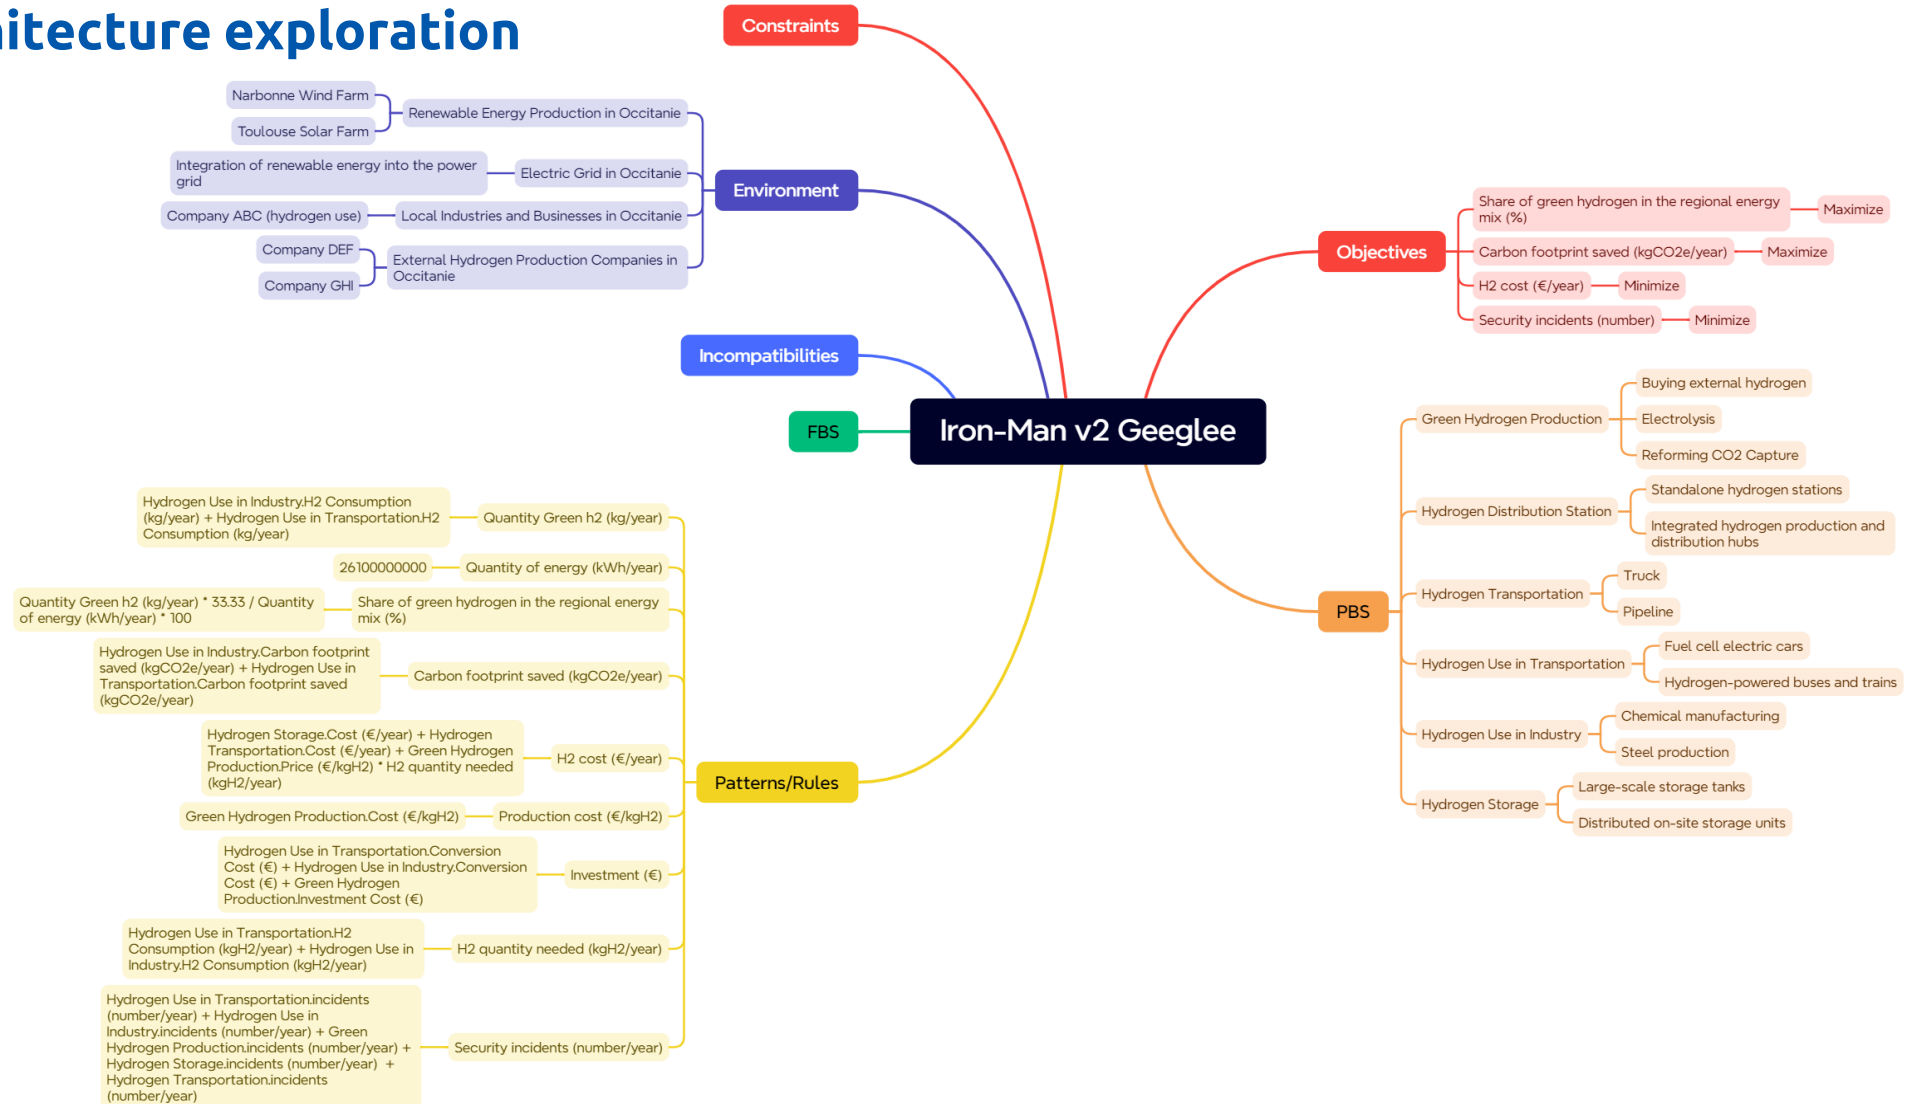 itecture exploration
Constraints
Narbonne Wind Farm
Toulouse Solar Farm
Renewable Energy Production in Occitanie
Integration of renewable energy into the power
grid
Electric Grid in Occitanie
Company ABC (hydrogen use)
Local Industries and Businesses in Occitanie
Company DEF
Company GHI
External Hydrogen Production Companies in
Occitanie
Environment
Incompatibilities
FBS
Iron-Man v2 Geeglee
Objectives
Share of green hydrogen in the regional energy
mix (%)
Maximize
Carbon footprint saved (kgCO2e/year)
Maximize
H2 cost (€/year)
Minimize
Security incidents (number)
Minimize
PBS
Green Hydrogen Production
Buying external hydrogen
Electrolysis
Reforming CO2 Capture
Hydrogen Distribution Station
Standalone hydrogen stations
Integrated hydrogen production and
distribution hubs
Hydrogen Transportation
Truck
Pipeline
Hydrogen Use in Transportation
Fuel cell electric cars
Hydrogen-powered buses and trains
Hydrogen Use in Industry
Chemical manufacturing
Steel production
Hydrogen Storage
Large-scale storage tanks
Distributed on-site storage units
Patterns/Rules
Hydrogen Use in Industry.H2 Consumption
(kg/year) + Hydrogen Use in Transportation.H2
Consumption (kg/year)
Quantity Green h2 (kg/year)
26100000000
Quantity of energy (kWh/year)
Quantity Green h2 (kg/year) * 33.33 / Quantity
of energy (kWh/year) * 100
Share of green hydrogen in the regional energy
mix (%)
Hydrogen Use in Industry.Carbon footprint
saved (kgCO2e/year) + Hydrogen Use in
Transportation.Carbon footprint saved
(kgCO2e/year)
Carbon footprint saved (kgCO2e/year)
Hydrogen Storage.Cost (€/year) + Hydrogen
Transportation.Cost (€/year) + Green Hydrogen
Production.Price (€/kgH2) * H2 quantity needed
(kgH2/year)
H2 cost (€/year)
Green Hydrogen Production.Cost (€/kgH2)
Production cost (€/kgH2)
Hydrogen Use in Transportation.Conversion
Cost (€) + Hydrogen Use in Industry.Conversion
Cost (€) + Green Hydrogen
Production.Investment Cost (€)
Investment (€)
Hydrogen Use in Transportation.H2
Consumption (kgH2/year) + Hydrogen Use in
Industry.H2 Consumption (kgH2/year)
H2 quantity needed (kgH2/year)
Hydrogen Use in Transportation.incidents
(number/year) + Hydrogen Use in
Industry.incidents (number/year) + Green
Hydrogen Production.incidents (number/year) +
Hydrogen Storage.incidents (number/year) +
Hydrogen Transportation.incidents
(number/year)
Security incidents (number/year)